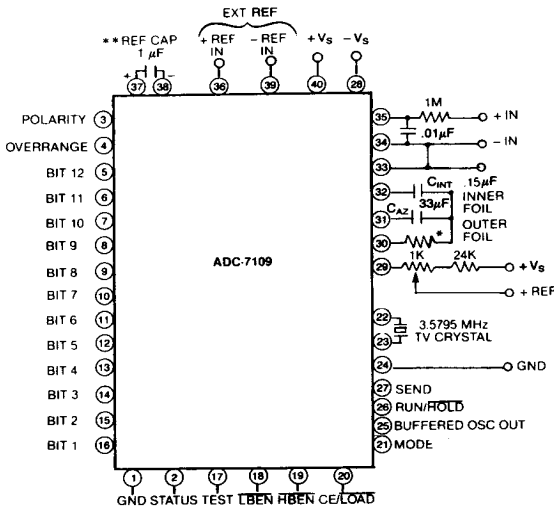 EXT REF
**REF CAP + REF - REF +VS -VS
1 µF IN IN
+ -
37 38 36 39 40 28
POLARITY 3
OVERRANGE 4
BIT 12 5
BIT 11 6
BIT 10 7
BIT 9 8
BIT 8 9
BIT 7 10
BIT 6 11
BIT 5 12
BIT 4 13
BIT 3 14
BIT 2 15
BIT 1 16
ADC-7109
35 1M + IN
.01µF
34 - IN
33
32 CINT .15µF
INNER
FOIL
31 CAZ 33µF
OUTER
FOIL
30 *
29 1K 24K +VS
+ REF
22
3.5795 MHz
TV CRYSTAL
23
24 GND
27 SEND
26 RUN/HOLD
25 BUFFERED OSC OUT
21 MODE
1 2 17 18 19 20
GND STATUS TEST LBEN HBEN CE/LOAD